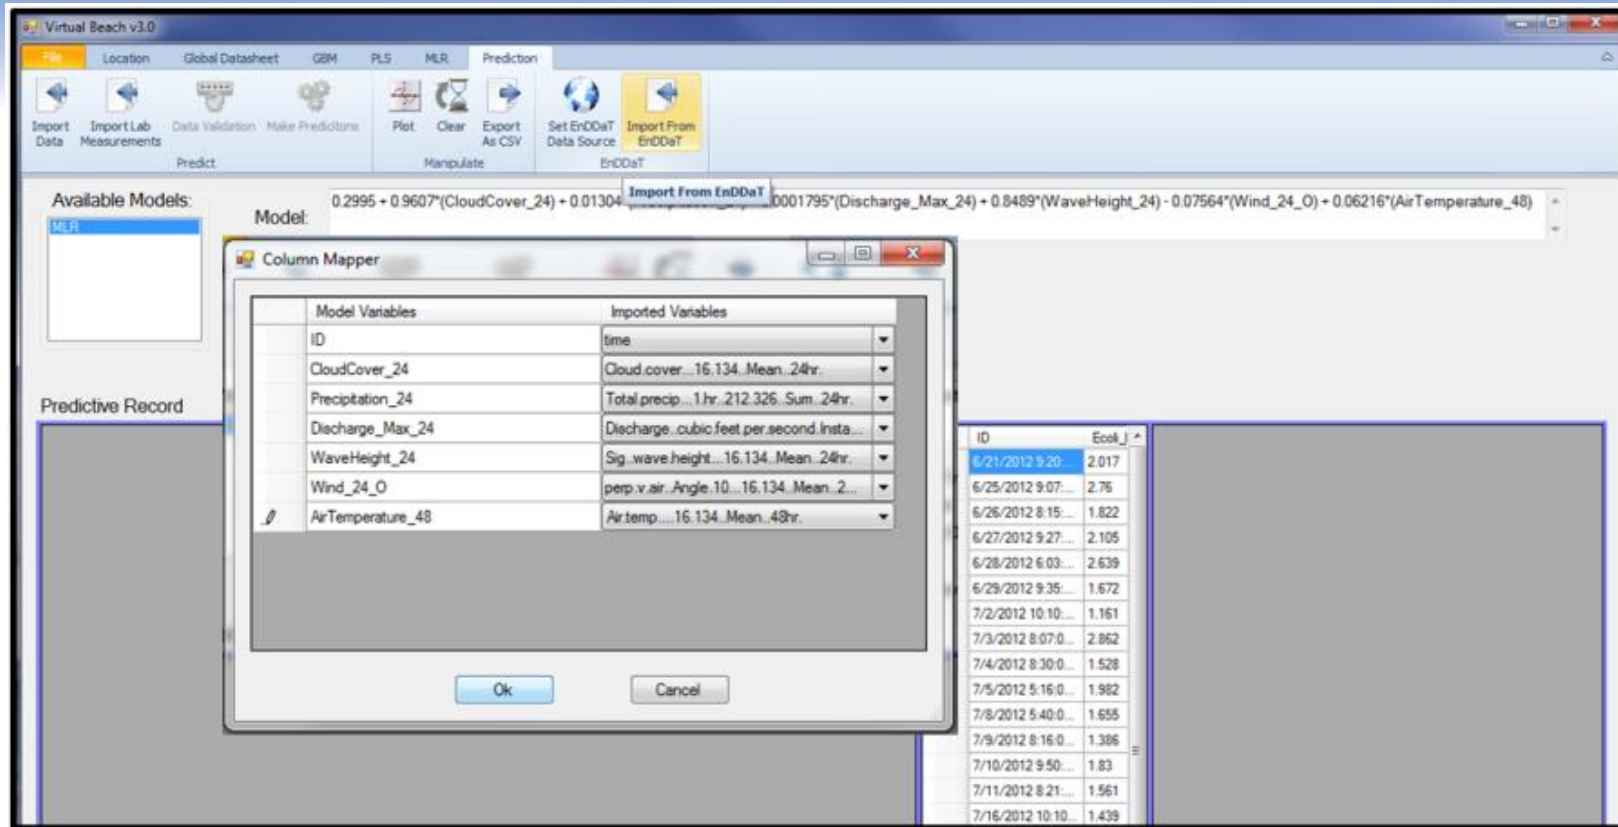 Virtual Beach v3.0
File Location Global Datasheet GBM PLS MLR Prediction
Import Data
Import Lab Measurements
Data Validation
Make Predicitons
Plot
Clear
Export As CSV
Set EnDDaT Data Source
Import From EnDDaT
Predict
Manipulate
EnDDaT
Import From EnDDaT
Available Models:
MLR
Model:
0.2995 + 0.9607*(CloudCover_24) + 0.01304 0001795*(Discharge_Max_24) + 0.8489*(WaveHeight_24) - 0.07564*(Wind_24_O) + 0.06216*(AirTemperature_48)
Column Mapper
Model Variables Imported Variables
ID time
CloudCover_24 Cloud.cover...16.134..Mean..24hr.
Precipitation_24 Total.precip...1.hr..212.326..Sum..24hr.
Discharge_Max_24 Discharge..cubic.feet.per.second.Insta...
WaveHeight_24 Sig..wave.height...16.134..Mean..24hr.
Wind_24_O perp.v.air..Angle.10...16.134..Mean..2...
AirTemperature_48 Air.temp....16.134..Mean..48hr.
Ok Cancel
Predictive Record
ID Ecoli_
6/21/2012 9:20:... 2.017
6/25/2012 9:07:... 2.76
6/26/2012 8:15:... 1.822
6/27/2012 9:27:... 2.105
6/28/2012 6:03:... 2.639
6/29/2012 9:35:... 1.672
7/2/2012 10:10:... 1.161
7/3/2012 8:07:0... 2.862
7/4/2012 8:30:0... 1.528
7/5/2012 5:16:0... 1.982
7/8/2012 5:40:0... 1.655
7/9/2012 8:16:0... 1.386
7/10/2012 9:50:... 1.83
7/11/2012 8:21:... 1.561
7/16/2012 10:10... 1.439